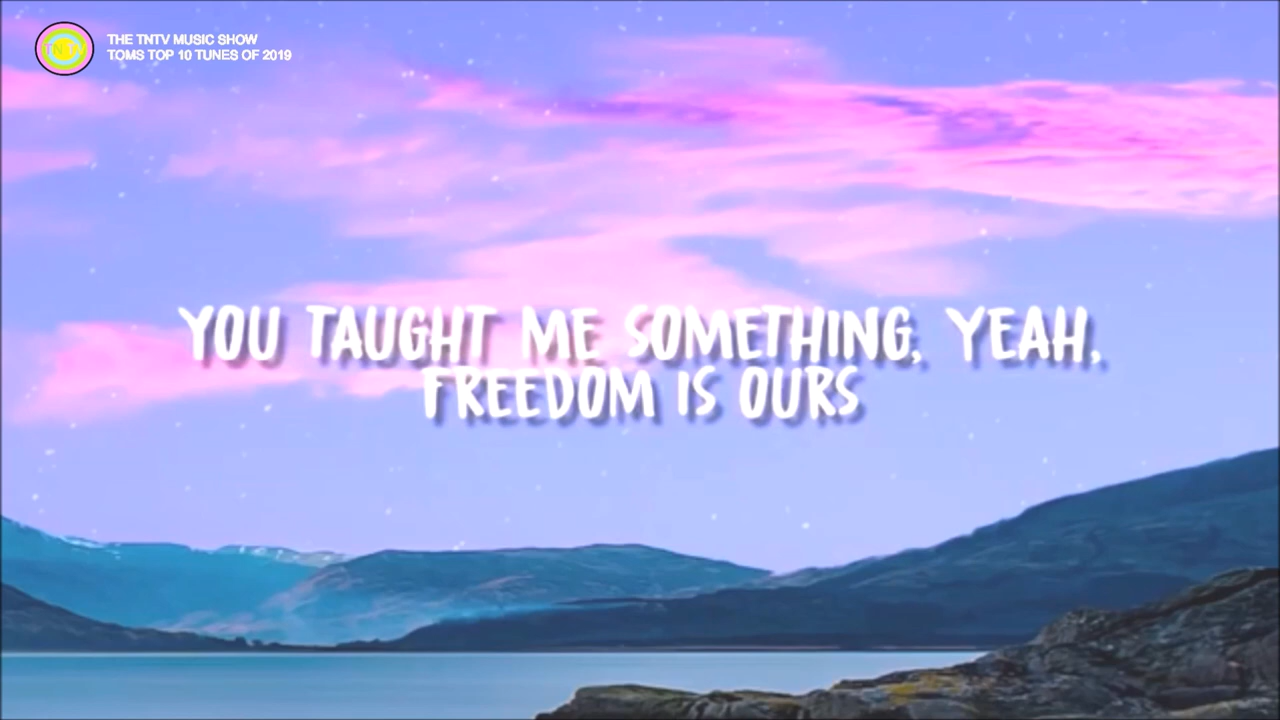 THE TNTV MUSIC SHOW
TOMS TOP 10 TUNES OF 2019
YOU TAUGHT ME SOMETHING, YEAH,
FREEDOM IS OURS